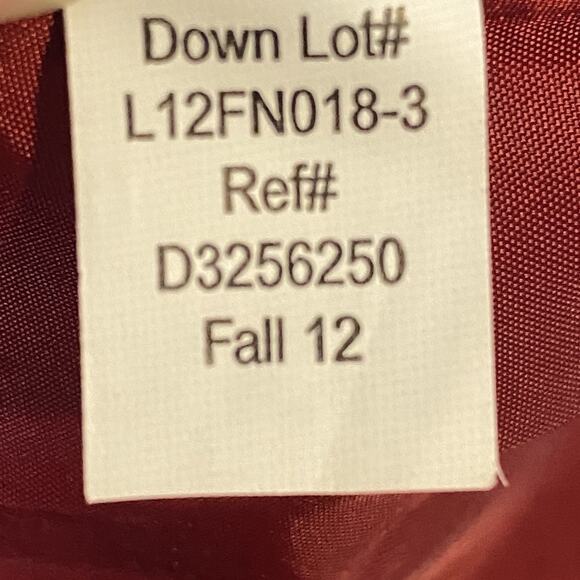 Down Lot#
L12FN018-3
Ref#
D3256250
Fall 12